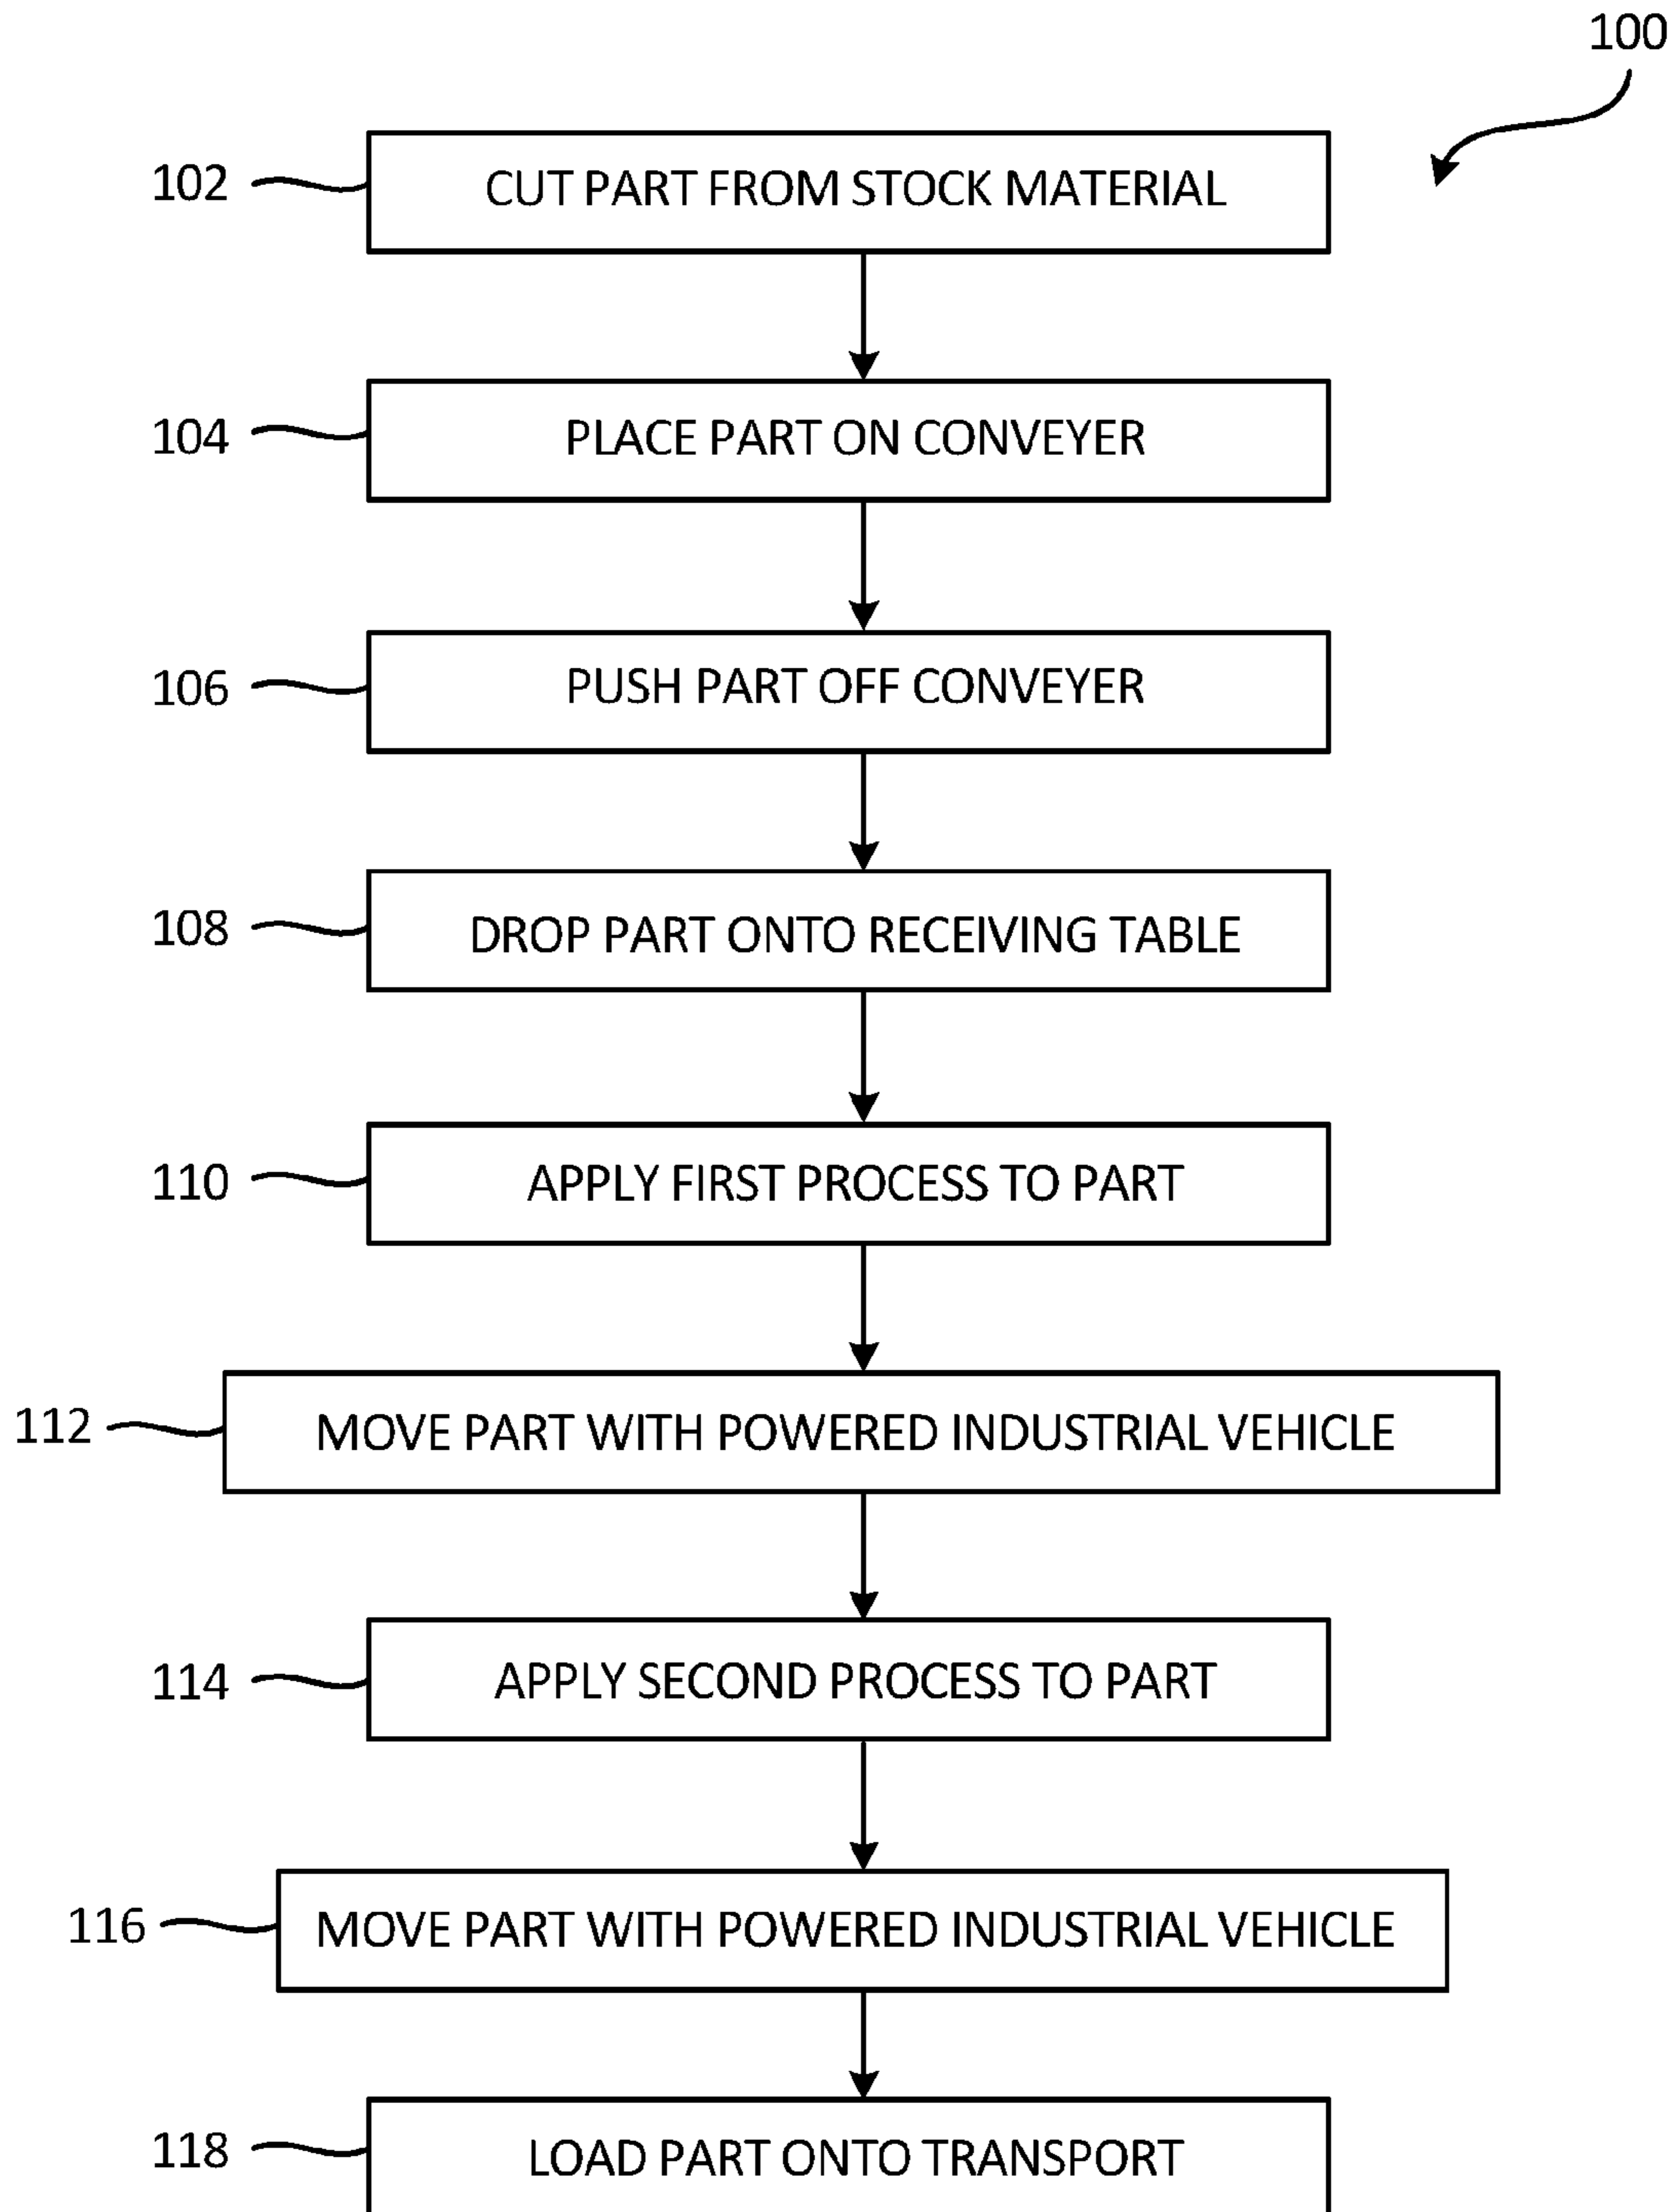 100
102 CUT PART FROM STOCK MATERIAL
104 PLACE PART ON CONVEYER
106 PUSH PART OFF CONVEYER
108 DROP PART ONTO RECEIVING TABLE
110 APPLY FIRST PROCESS TO PART
112 MOVE PART WITH POWERED INDUSTRIAL VEHICLE
114 APPLY SECOND PROCESS TO PART
116 MOVE PART WITH POWERED INDUSTRIAL VEHICLE
118 LOAD PART ONTO TRANSPORT